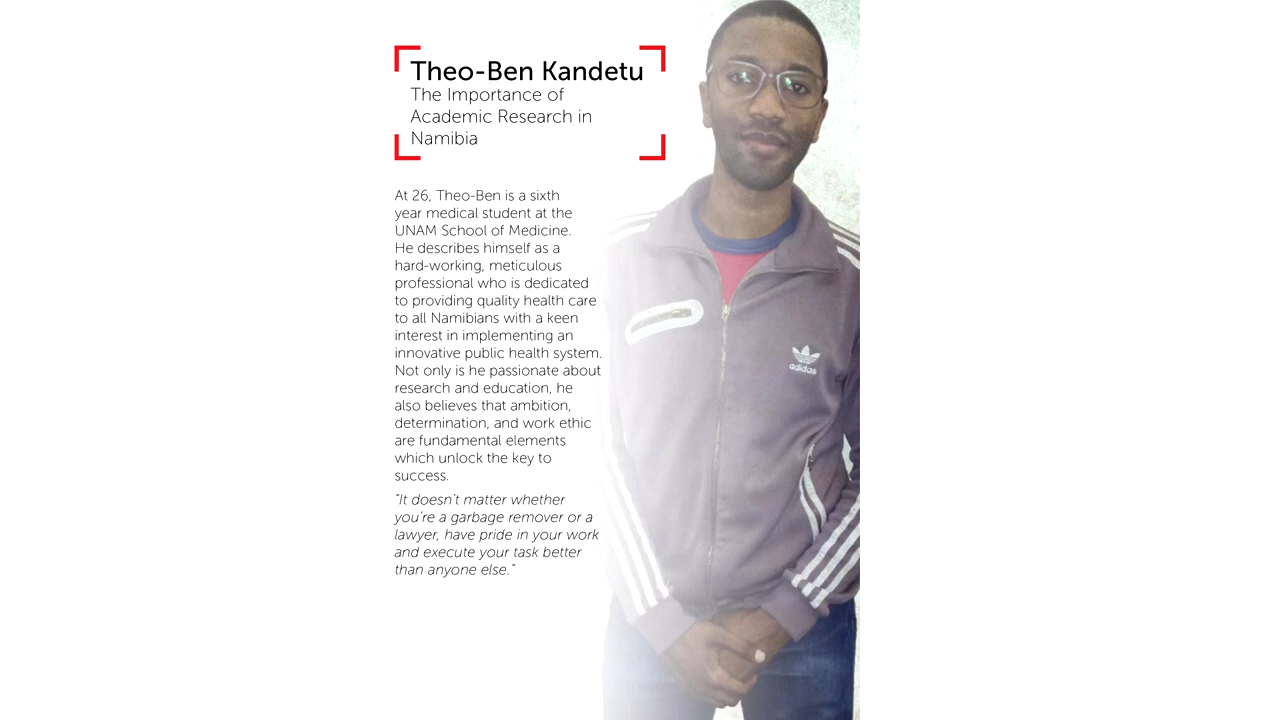 Theo-Ben Kandetu
The Importance of
Academic Research in
Namibia
At 26, Theo-Ben is a sixth
year medical student at the
UNAM School of Medicine.
He describes himself as a
hard-working, meticulous
professional who is dedicated
to providing quality health care
to all Namibians with a keen
interest in implementing an
innovative public health system.
Not only is he passionate about
research and education, he
also believes that ambition,
determination, and work ethic
are fundamental elements
which unlock the key to
success.
“It doesn’t matter whether
you’re a garbage remover or a
lawyer, have pride in your work
and execute your task better
than anyone else.”
adidas